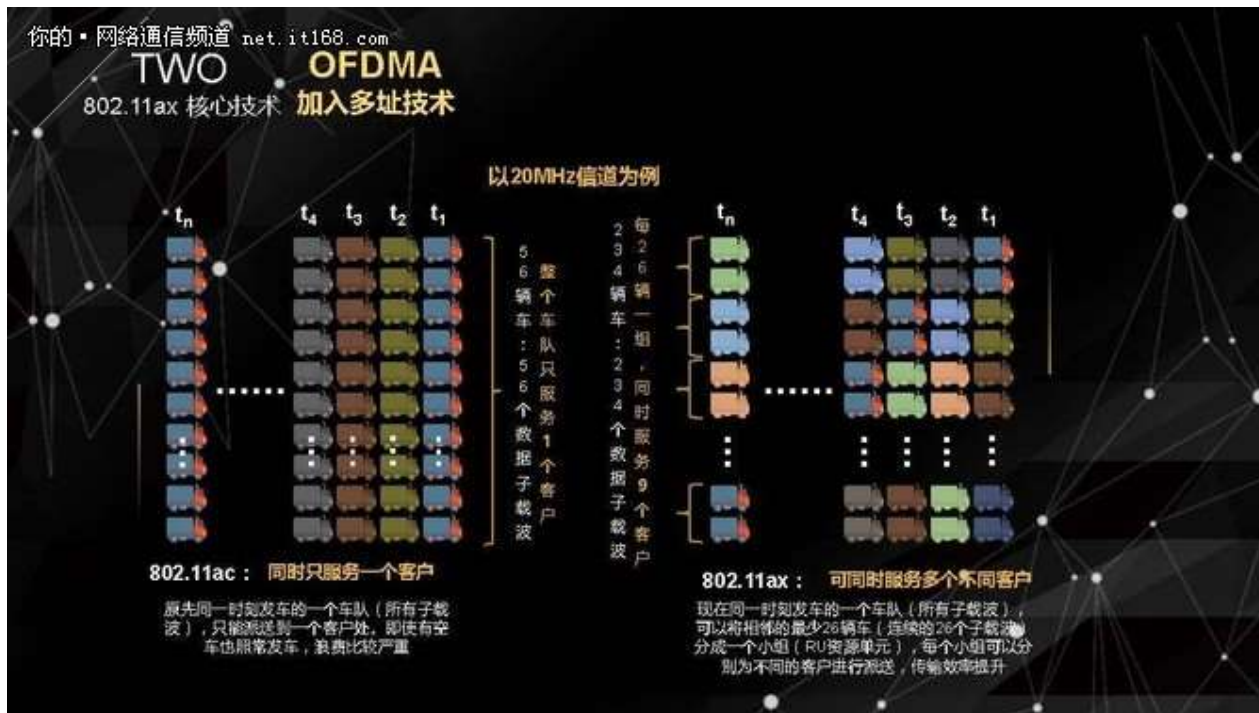 你的·网络通信频道 net.it168.com
TWO
802.11ax 核心技术
OFDMA
加入多址技术
以20MHz信道为例
tn t4 t3 t2 t1
56辆车:56个数据子载波
整个车队只服务1个客户
234辆车:234个数据子载波
每26辆一组,同时服务9个客户
tn t4 t3 t2 t1
802.11ac: 同时只服务一个客户
原先同一时刻发车的一个车队(所有子载
波),只能派送到一个客户处,即使有空
车也照常发车,浪费比较严重
802.11ax: 可同时服务多个不同客户
现在同一时刻发车的一个车队(所有子载波),
可以将相邻的最少26辆车(连续的26个子载波)
分成一个小组(RU资源单元),每个小组可以分
别为不同的客户进行派送,传输效率提升